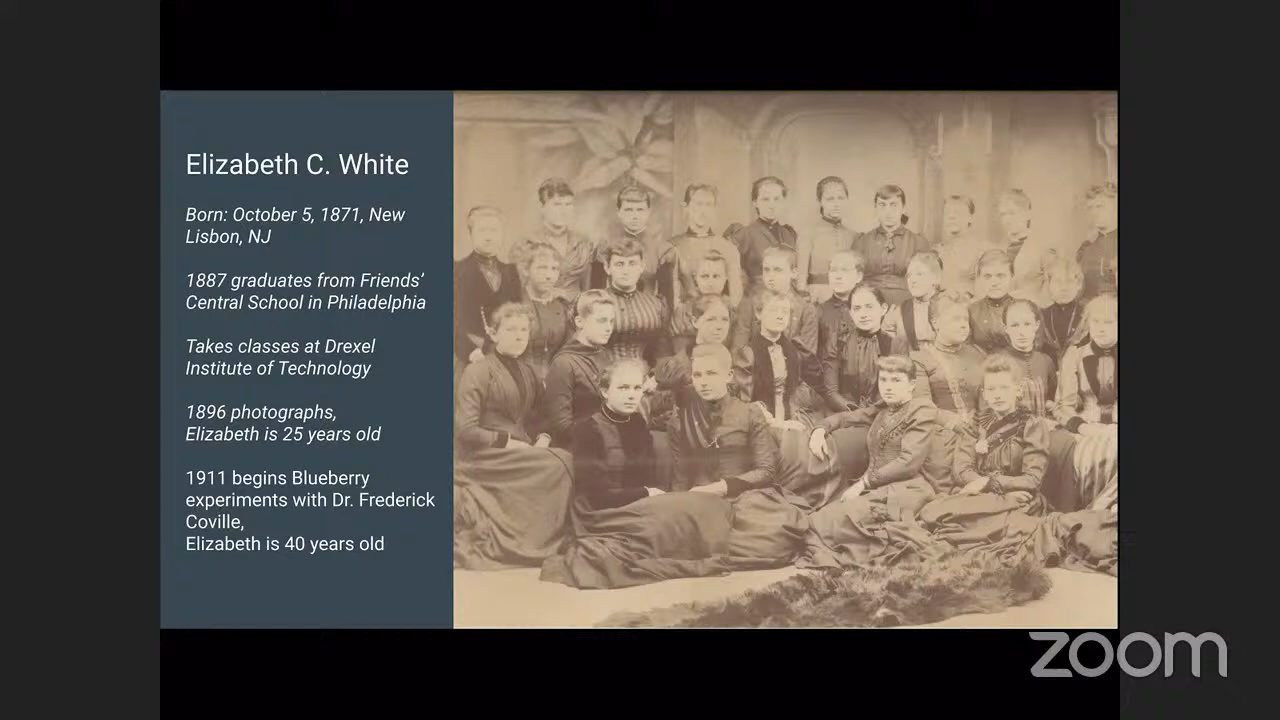 Elizabeth C. White
Born: October 5, 1871, New
Lisbon, NJ
1887 graduates from Friends’
Central School in Philadelphia
Takes classes at Drexel
Institute of Technology
1896 photographs,
Elizabeth is 25 years old
1911 begins Blueberry
experiments with Dr. Frederick
Coville,
Elizabeth is 40 years old
zoom